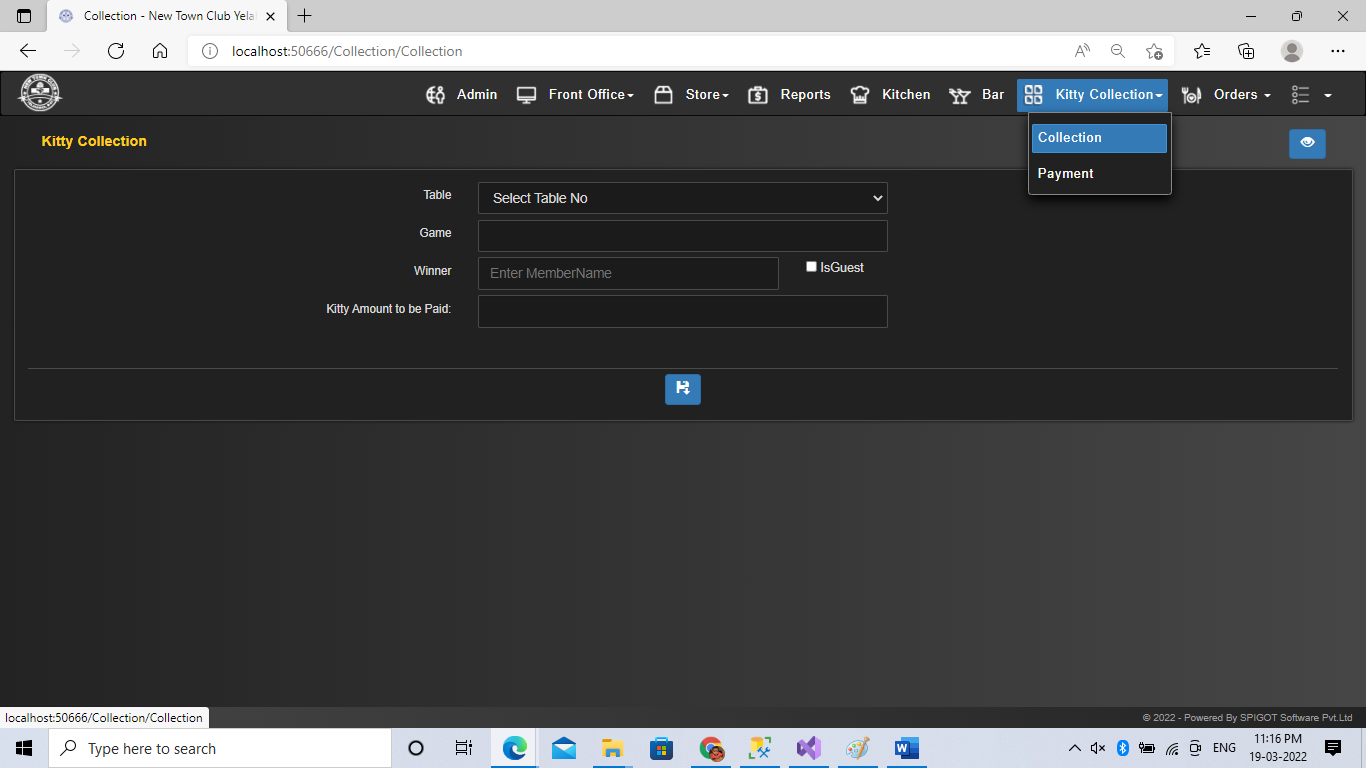 Collection - New Town Club Yela
localhost:50666/Collection/Collection
Admin Front Office Store Reports Kitchen Bar Kitty Collection Orders
Collection
Payment
Kitty Collection
Table Select Table No
Game
Winner Enter MemberName IsGuest
Kitty Amount to be Paid:
localhost:50666/Collection/Collection
© 2022 - Powered By SPIGOT Software Pvt.Ltd
Type here to search
ENG
11:16 PM
19-03-2022